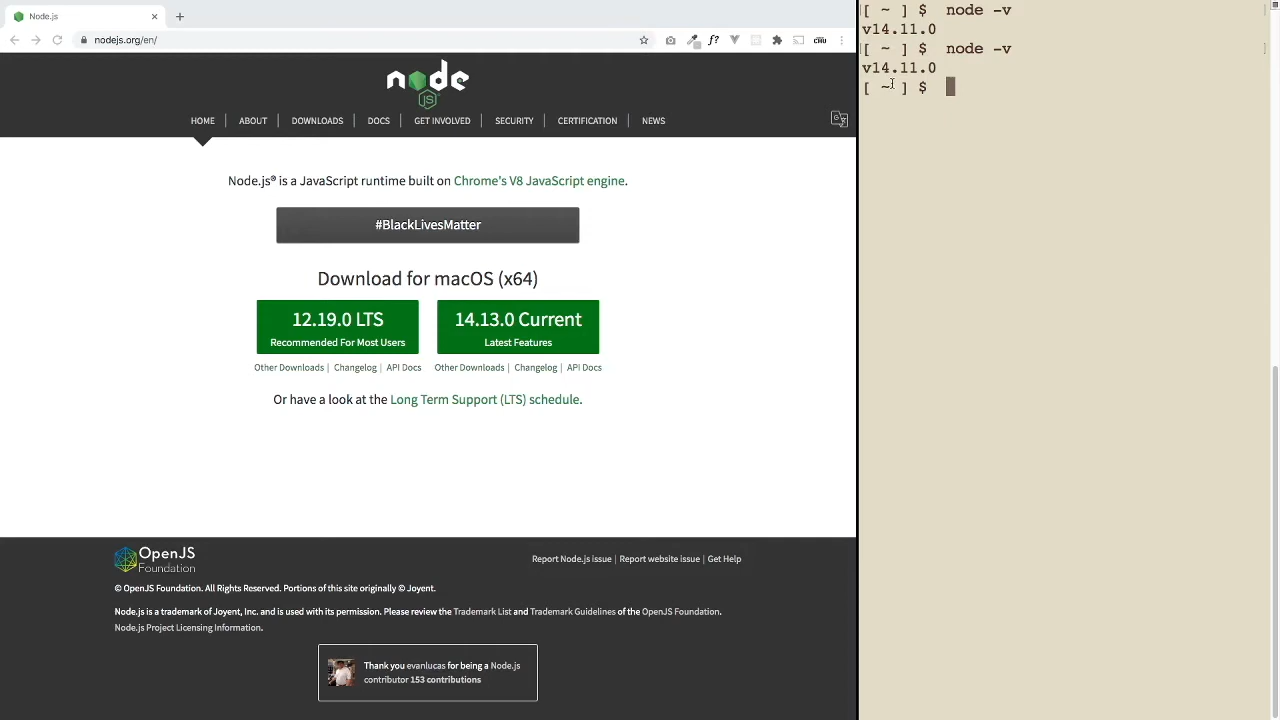 Node.js
nodejs.org/en/
node
JS
HOME
ABOUT
DOWNLOADS
DOCS
GET INVOLVED
SECURITY
CERTIFICATION
NEWS
Node.js® is a JavaScript runtime built on Chrome's V8 JavaScript engine.
#BlackLivesMatter
Download for macOS (x64)
12.19.0 LTS
Recommended For Most Users
14.13.0 Current
Latest Features
Other Downloads | Changelog | API Docs
Other Downloads | Changelog | API Docs
Or have a look at the Long Term Support (LTS) schedule.
OpenJS
Foundation
Report Node.js issue | Report website issue | Get Help
© OpenJS Foundation. All Rights Reserved. Portions of this site originally © Joyent.
Node.js is a trademark of Joyent, Inc. and is used with its permission. Please review the Trademark List and Trademark Guidelines of the OpenJS Foundation.
Node.js Project Licensing Information.
Thank you evanlucas for being a Node.js
contributor 153 contributions
[ ~ ] $ node -v
v14.11.0
[ ~ ] $ node -v
v14.11.0
[ ~ ] $